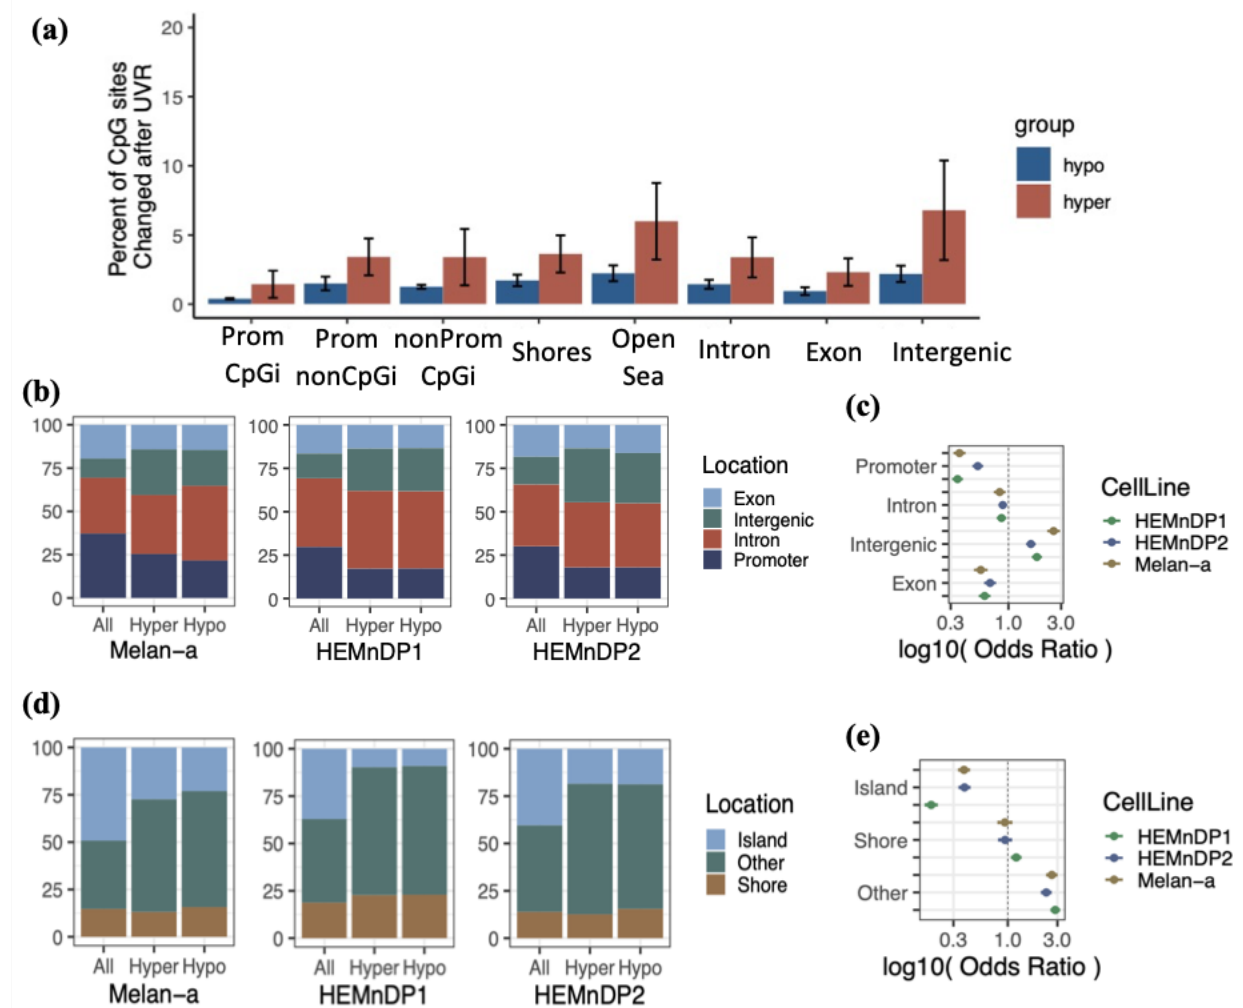 (a)
Percent of CpG sites
Changed after UVR
20
15
10
5
0
Prom
CpGi
Prom
nonCpGi
nonProm
CpGi
Shores
Open
Sea
Intron
Exon
Intergenic
group
hypo
hyper
(b)
100
75
50
25
0
All Hyper Hypo
Melan-a
100
75
50
25
0
All Hyper Hypo
HEMnDP1
100
75
50
25
0
All Hyper Hypo
HEMnDP2
Location
Exon
Intergenic
Intron
Promoter
(c)
Promoter
Intron
Intergenic
Exon
0.3 1.0 3.0
log10( Odds Ratio )
CellLine
HEMnDP1
HEMnDP2
Melan-a
(d)
100
75
50
25
0
All Hyper Hypo
Melan-a
100
75
50
25
0
All Hyper Hypo
HEMnDP1
100
75
50
25
0
All Hyper Hypo
HEMnDP2
Location
Island
Other
Shore
(e)
Island
Shore
Other
0.3 1.0 3.0
log10( Odds Ratio )
CellLine
HEMnDP1
HEMnDP2
Melan-a